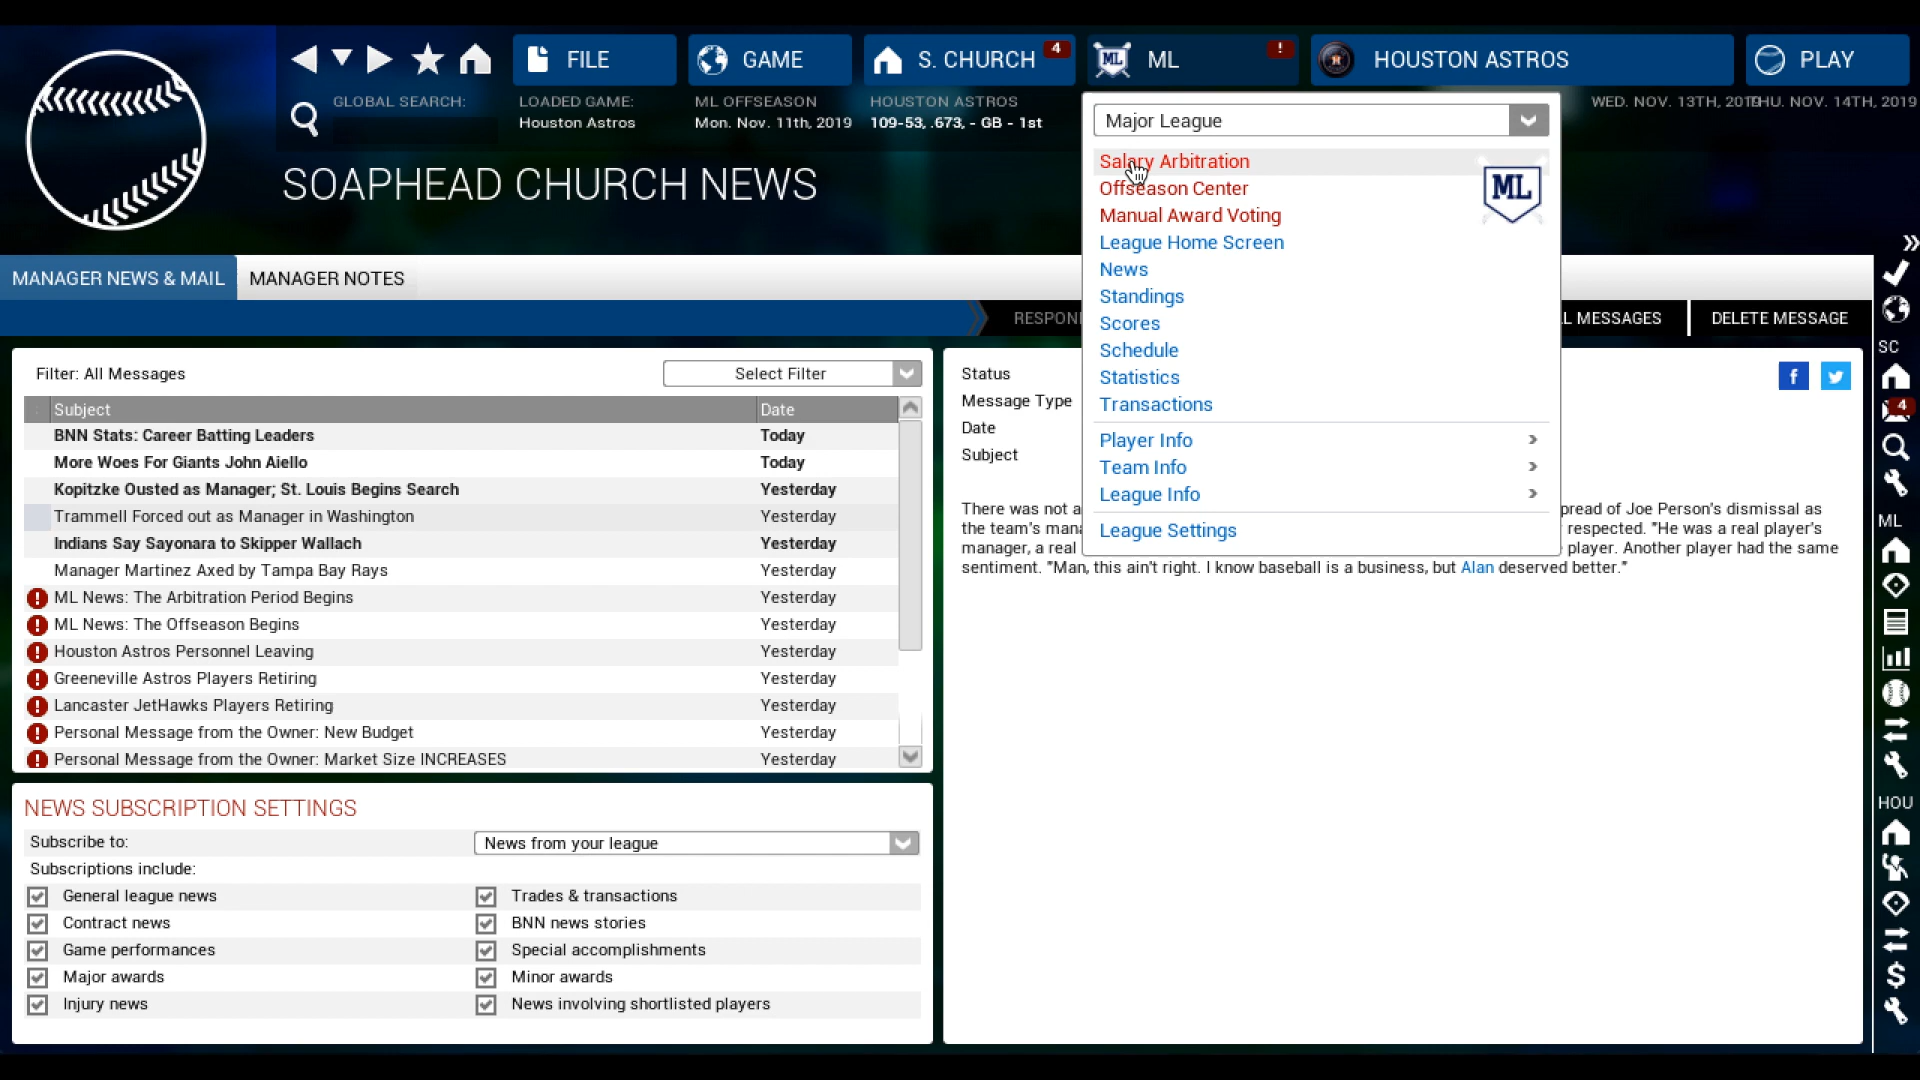 FILE
GAME
S. CHURCH
4
ML
ML
!
HOUSTON ASTROS
PLAY
GLOBAL SEARCH:
LOADED GAME:
Houston Astros
ML OFFSEASON
Mon. Nov. 11th, 2019
HOUSTON ASTROS
109-53, .673, - GB - 1st
WED. NOV. 13TH, 2019
THU. NOV. 14TH, 2019
SOAPHEAD CHURCH NEWS
Major League
Salary Arbitration
Offseason Center
Manual Award Voting
League Home Screen
News
Standings
Scores
Schedule
Statistics
Transactions
Player Info
Team Info
League Info
League Settings
ML
MANAGER NEWS & MAIL
MANAGER NOTES
RESPON
L MESSAGES
DELETE MESSAGE
Filter: All Messages
Select Filter
Subject
Date
BNN Stats: Career Batting Leaders
Today
More Woes For Giants John Aiello
Today
Kopitzke Ousted as Manager; St. Louis Begins Search
Yesterday
Trammell Forced out as Manager in Washington
Yesterday
Indians Say Sayonara to Skipper Wallach
Yesterday
Manager Martinez Axed by Tampa Bay Rays
Yesterday
ML News: The Arbitration Period Begins
Yesterday
ML News: The Offseason Begins
Yesterday
Houston Astros Personnel Leaving
Yesterday
Greeneville Astros Players Retiring
Yesterday
Lancaster JetHawks Players Retiring
Yesterday
Personal Message from the Owner: New Budget
Yesterday
Personal Message from the Owner: Market Size INCREASES
Yesterday
NEWS SUBSCRIPTION SETTINGS
Subscribe to:
News from your league
Subscriptions include:
General league news
Trades & transactions
Contract news
BNN news stories
Game performances
Special accomplishments
Major awards
Minor awards
Injury news
News involving shortlisted players
Status
Message Type
Date
Subject
There was not a
pread of Joe Person's dismissal as
the team's mana
respected. "He was a real player's
manager, a real
player. Another player had the same
sentiment. "Man, this ain't right. I know baseball is a business, but Alan deserved better."
SC
4
ML
HOU